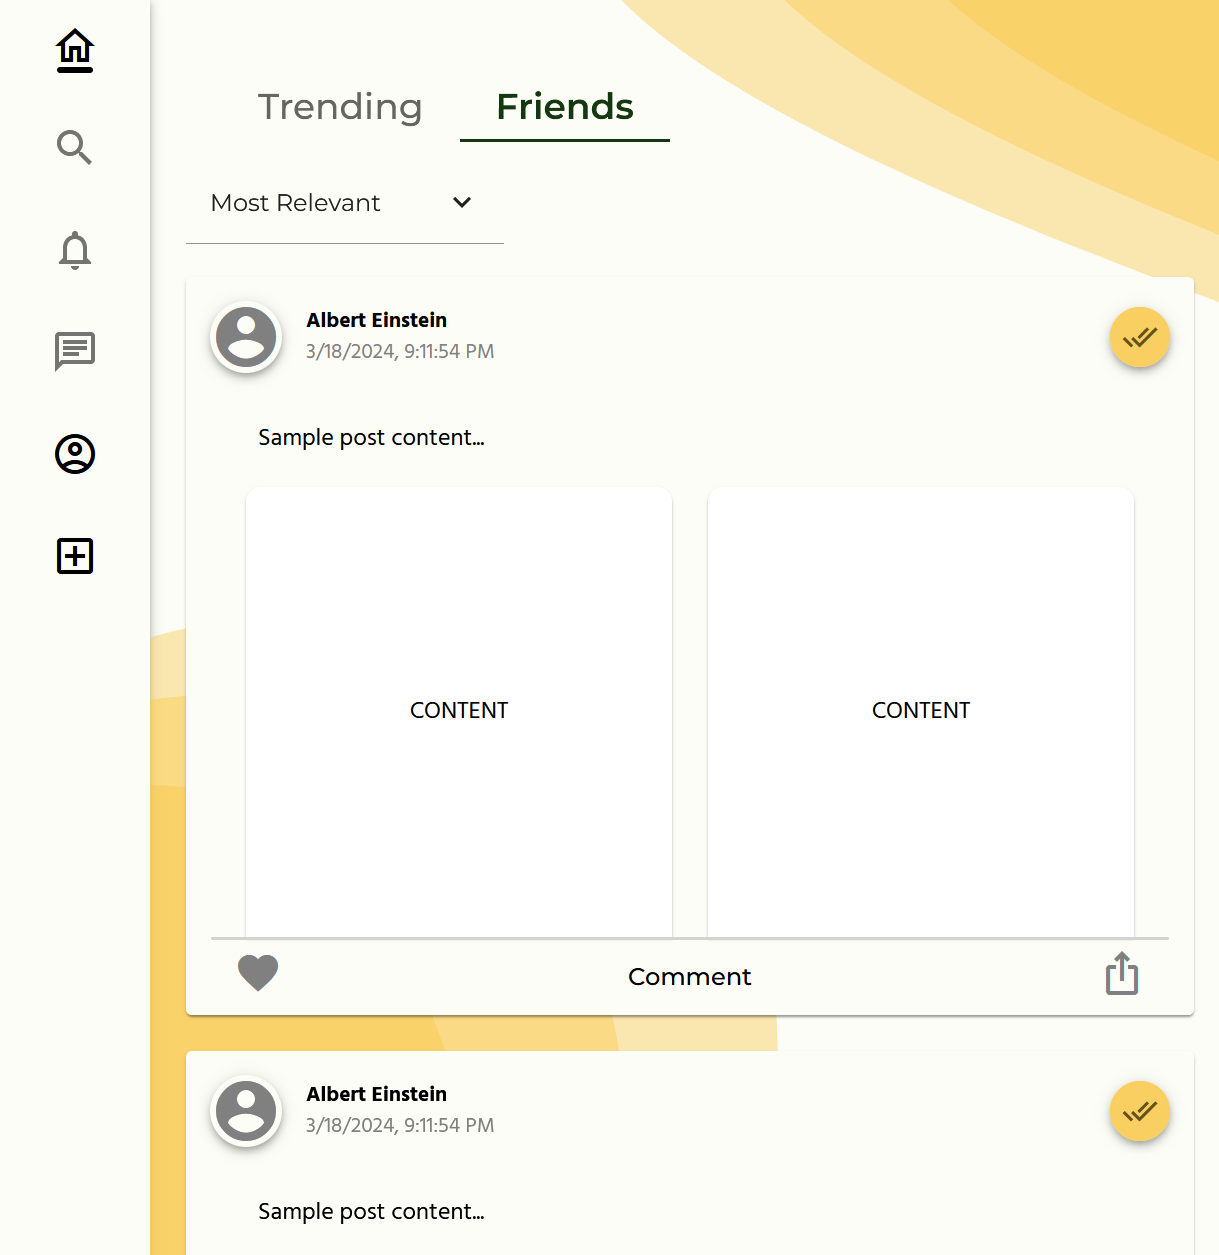 Trending Friends
Most Relevant
Albert Einstein
3/18/2024, 9:11:54 PM
Sample post content...
CONTENT CONTENT
Comment
Albert Einstein
3/18/2024, 9:11:54 PM
Sample post content...